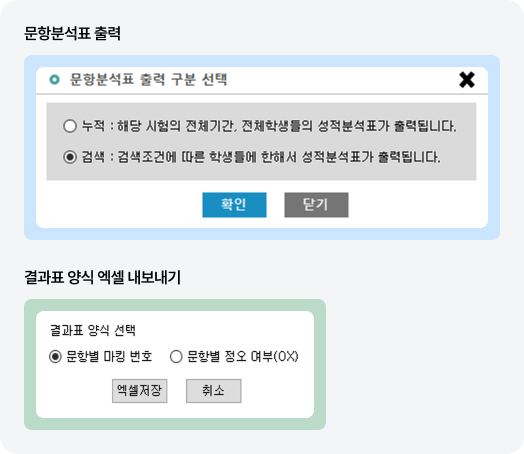 문항분석표 출력
문항분석표 출력 구분 선택
누적 : 해당 시험의 전체기간, 전체학생들의 성적분석표가 출력됩니다.
검색 : 검색조건에 따른 학생들에 한해서 성적분석표가 출력됩니다.
확인 닫기
결과표 양식 엑셀 내보내기
결과표 양식 선택
문항별 마킹 번호 문항별 정오 여부(OX)
엑셀저장 취소